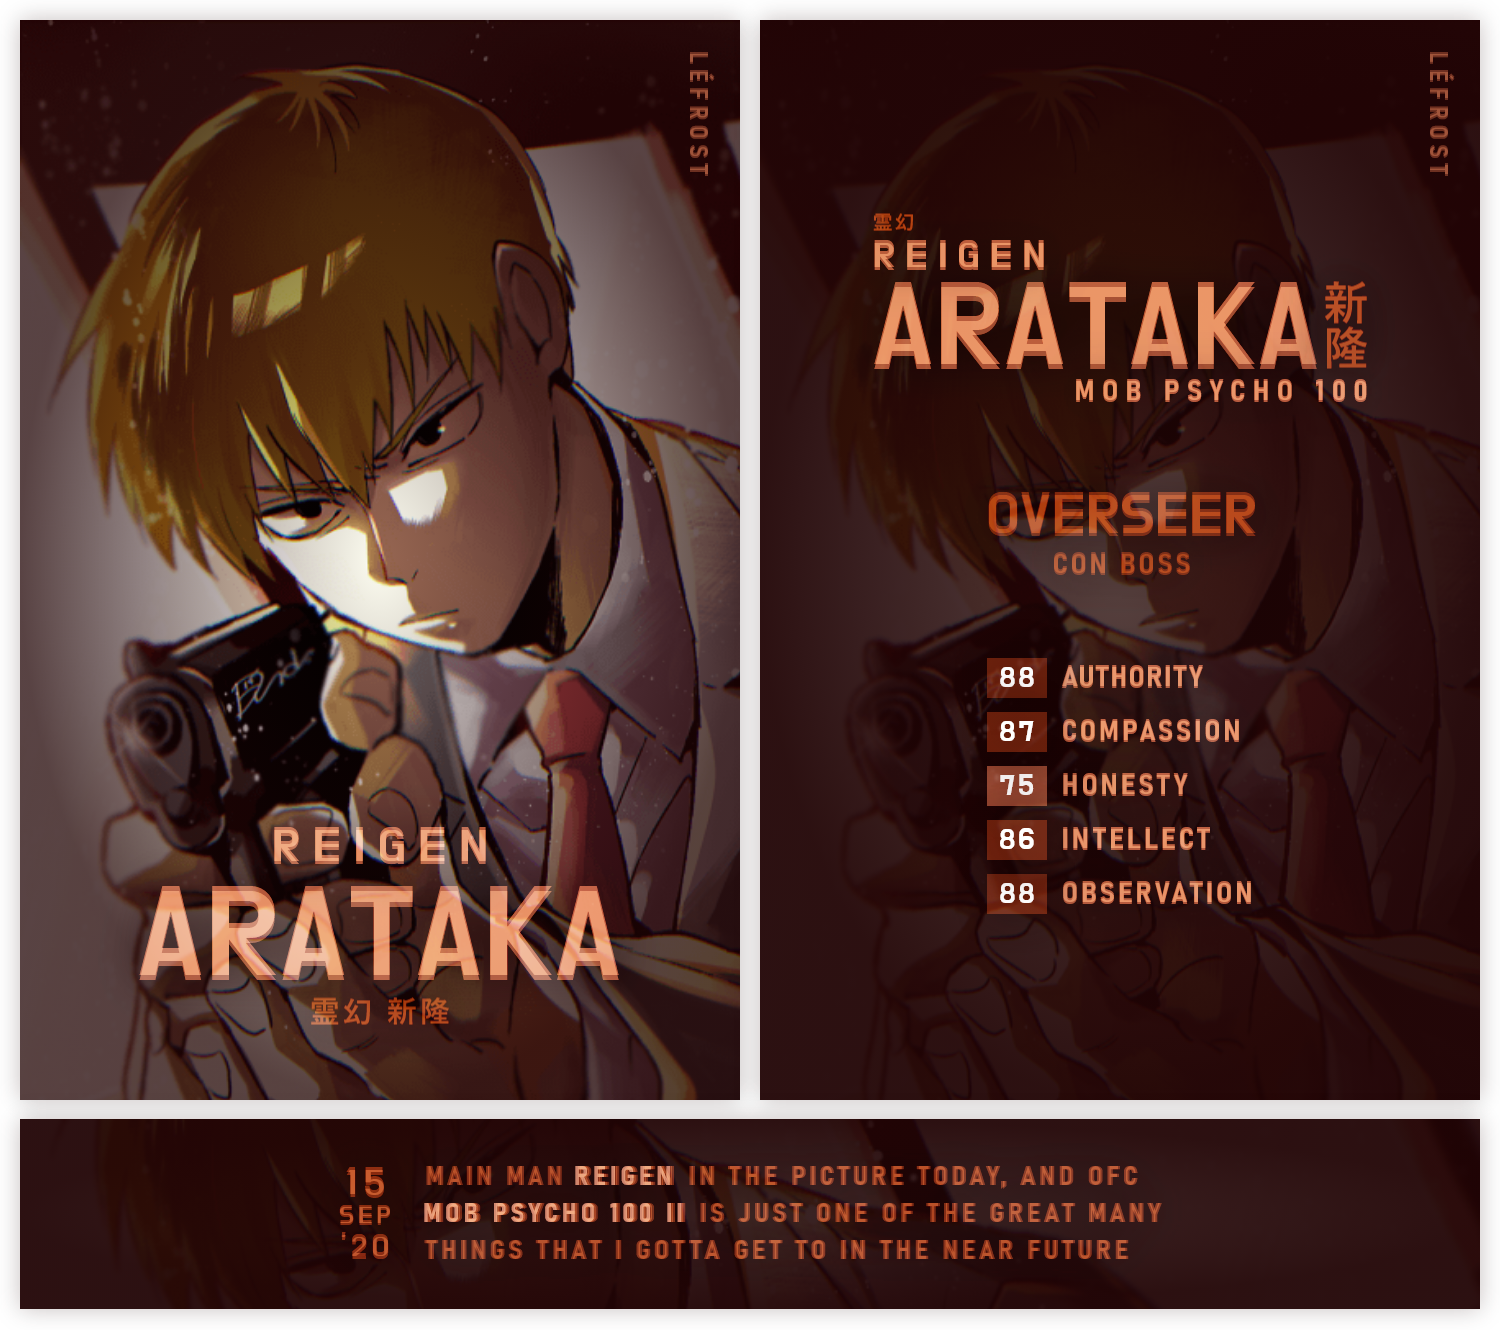 LÉFROST
REIGEN
ARATAKA
霊幻 新隆
LÉFROST
霊幻
REIGEN
ARATAKA
新隆
MOB PSYCHO 100
OVERSEER
CON BOSS
88 AUTHORITY
87 COMPASSION
75 HONESTY
86 INTELLECT
88 OBSERVATION
15
SEP
'20
MAIN MAN REIGEN IN THE PICTURE TODAY, AND OFC
MOB PSYCHO 100 II IS JUST ONE OF THE GREAT MANY
THINGS THAT I GOTTA GET TO IN THE NEAR FUTURE